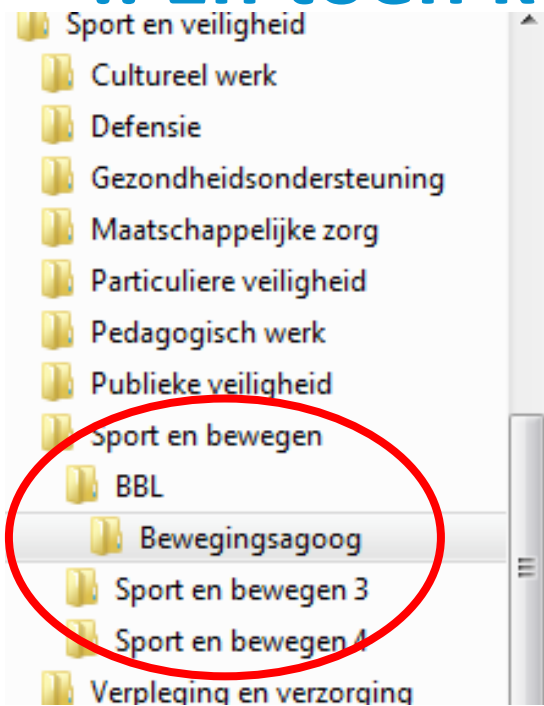 Sport en veiligheid
Cultureel werk
Defensie
Gezondheidsondersteuning
Maatschappelijke zorg
Particuliere veiligheid
Pedagogisch werk
Publieke veiligheid
Sport en bewegen
BBL
Bewegingsagoog
Sport en bewegen 3
Sport en bewegen 4
Verpleging en verzorging